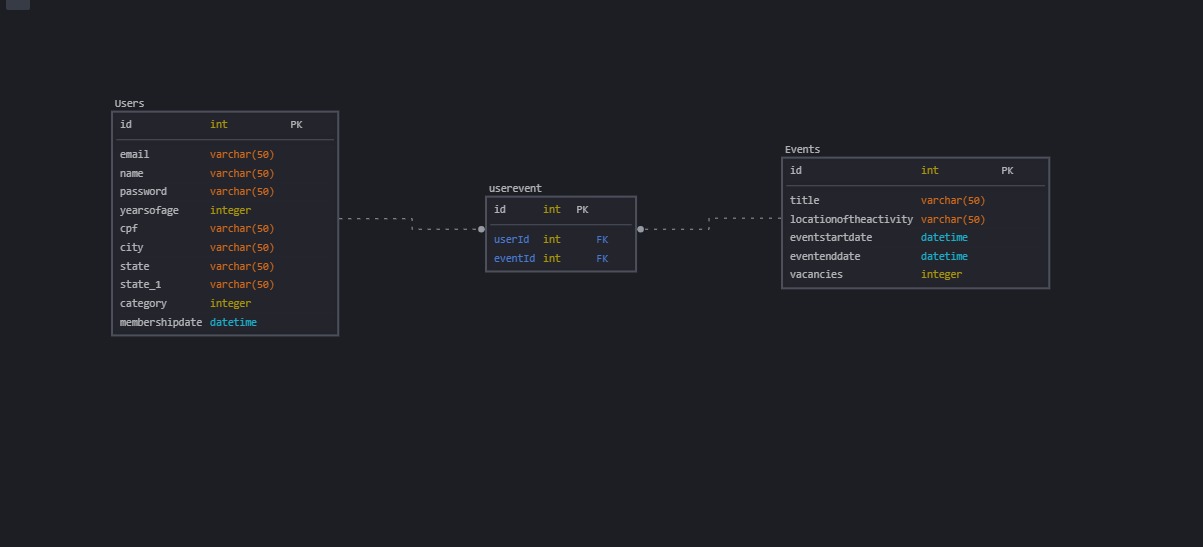 Users
id int PK
email varchar(50)
name varchar(50)
password varchar(50)
yearsofage integer
cpf varchar(50)
city varchar(50)
state varchar(50)
state_1 varchar(50)
category integer
membershipdate datetime
userevent
id int PK
userId int FK
eventId int FK
Events
id int PK
title varchar(50)
locationoftheactivity varchar(50)
eventstartdate datetime
eventenddate datetime
vacancies integer